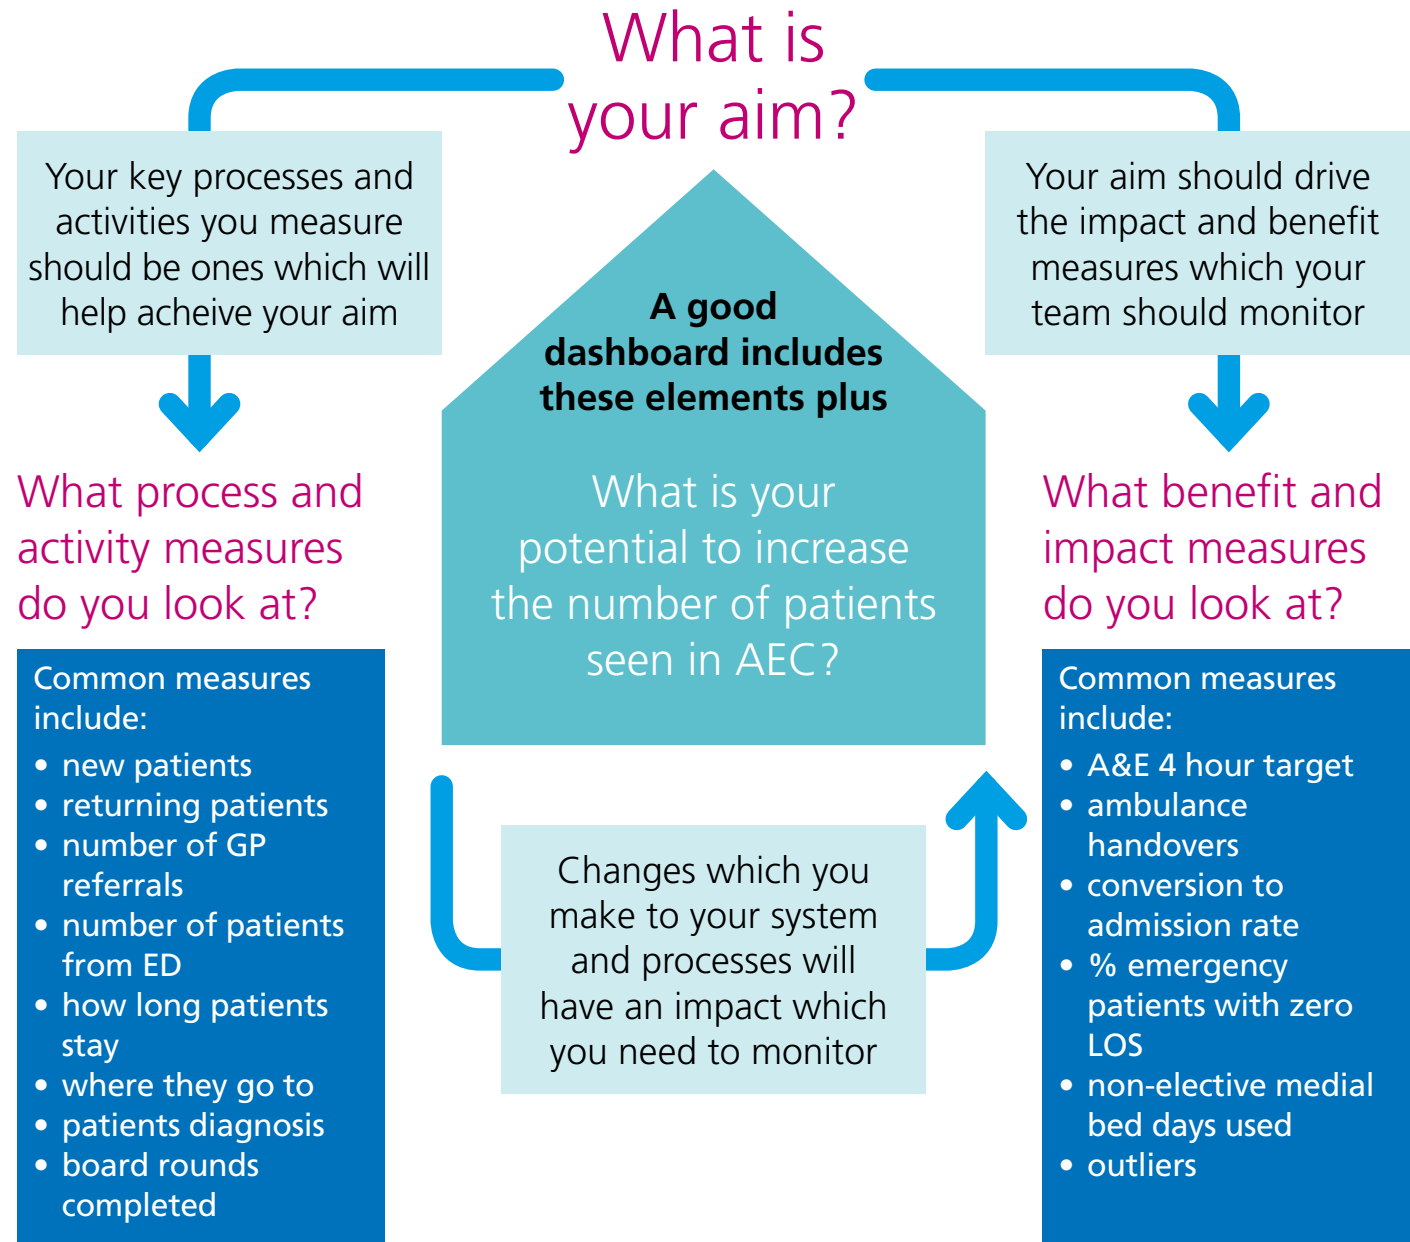 What is
your aim?
Your key processes and
activities you measure
should be ones which will
help acheive your aim
Your aim should drive
the impact and benefit
measures which your
team should monitor
A good
dashboard includes
these elements plus
What is your
potential to increase
the number of patients
seen in AEC?
What process and
activity measures
do you look at?
Common measures
include:
• new patients
• returning patients
• number of GP
referrals
• number of patients
from ED
• how long patients
stay
• where they go to
• patients diagnosis
• board rounds
completed
Changes which you
make to your system
and processes will
have an impact which
you need to monitor
What benefit and
impact measures
do you look at?
Common measures
include:
• A&E 4 hour target
• ambulance
handovers
• conversion to
admission rate
• % emergency
patients with zero
LOS
• non-elective medial
bed days used
• outliers